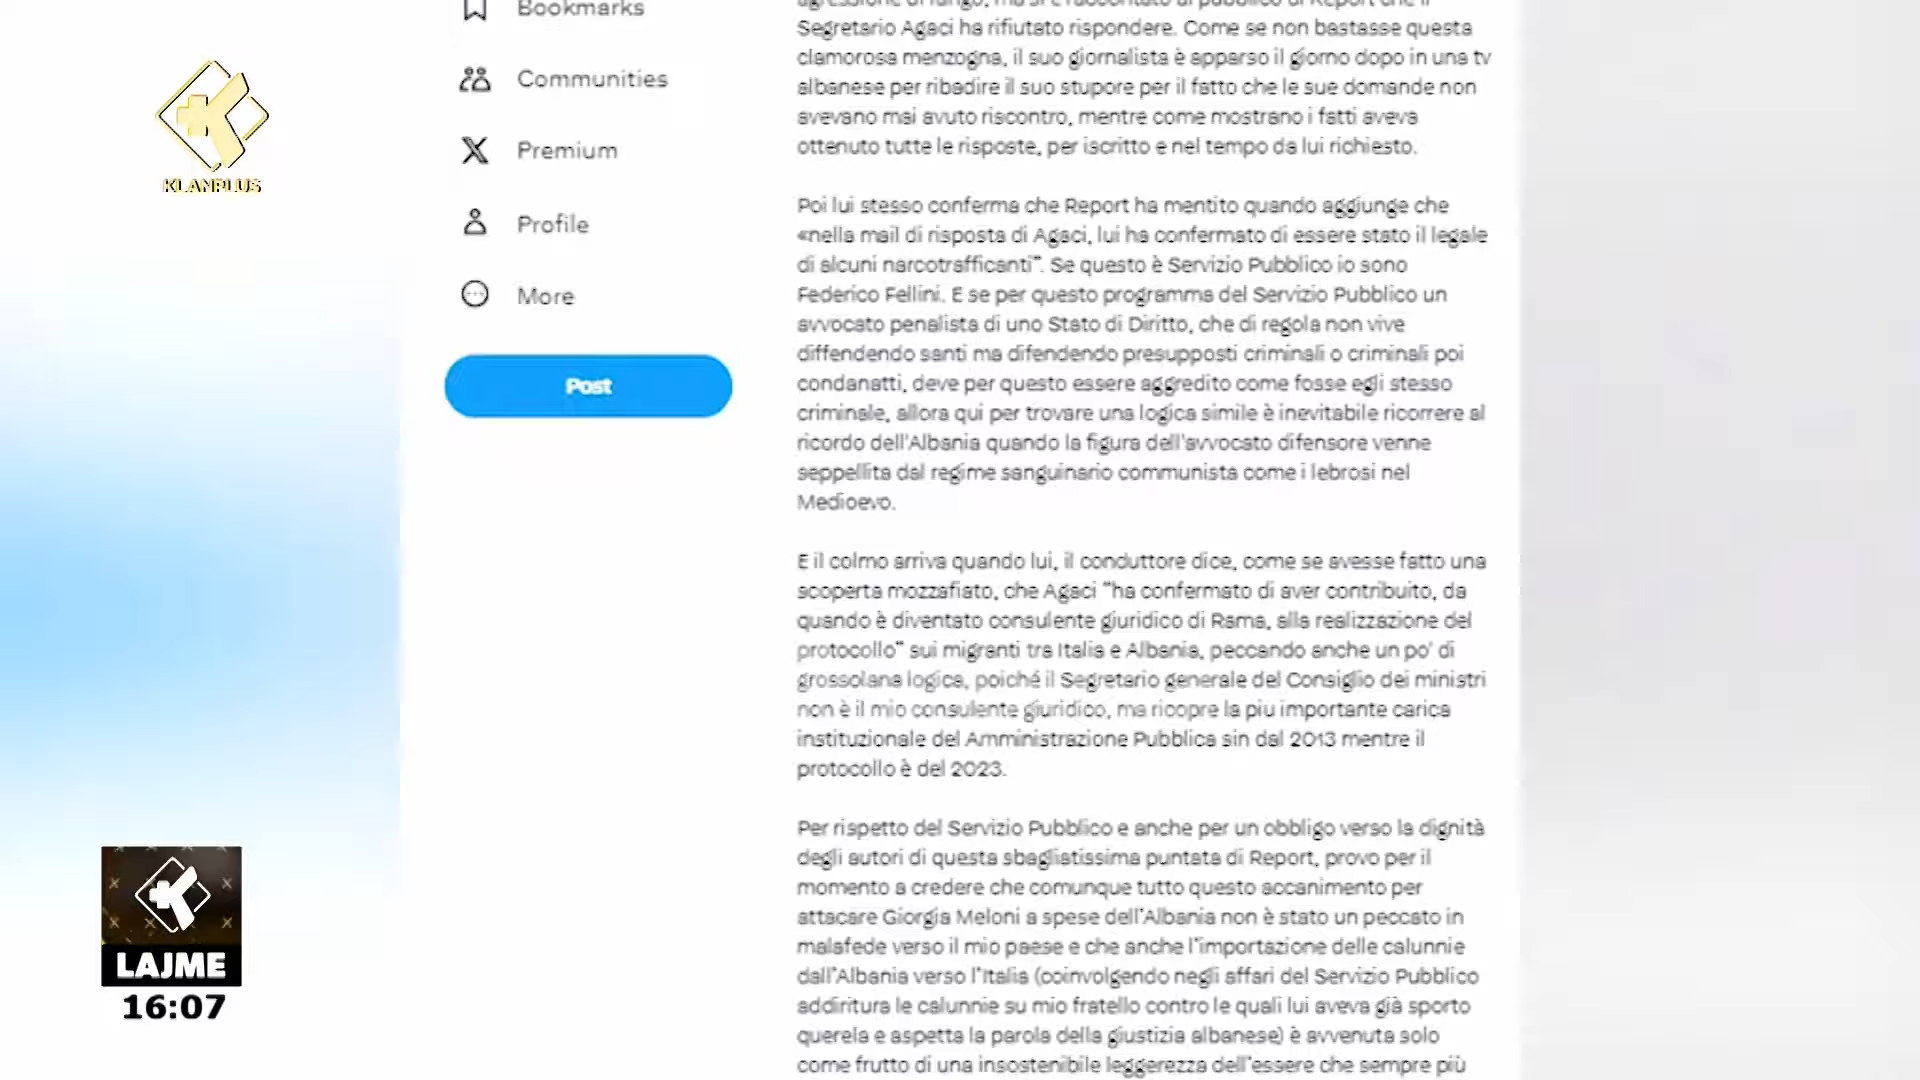 KLANPLUS
Bookmarks
Communities
Premium
Profile
More
Post
Segretario Agaci ha rifiutato rispondere. Come se non bastasse questa
clamorosa menzogna, il suo giornalista è apparso il giorno dopo in una tv
albanese per ribadire il suo stupore per il fatto che le sue domande non
avevano mai avuto riscontro, mentre come mostrano i fatti aveva
ottenuto tutte le risposte, per iscritto e nel tempo da lui richiesto.
Poi lui stesso conferma che Report ha mentito quando aggiunge che
«nella mail di risposta di Agaci, lui ha confermato di essere stato il legale
di alcuni narcotrafficanti”. Se questo è Servizio Pubblico io sono
Federico Fellini. E se per questo programma del Servizio Pubblico un
avvocato penalista di uno Stato di Diritto, che di regola non vive
diffendendo santi ma difendendo presupposti criminali o criminali poi
condanatti, deve per questo essere aggredito come fosse egli stesso
criminale, allora qui per trovare una logica simile è inevitabile ricorrere al
ricordo dell'Albania quando la figura dell'avvocato difensore venne
seppellita dal regime sanguinario communista come i lebrosi nel
Medioevo.
E il colmo arriva quando lui, il conduttore dice, come se avesse fatto una
scoperta mozzafiato, che Agaci “ha confermato di aver contribuito, da
quando è diventato consulente giuridico di Rama, alla realizzazione del
protocollo” sui migranti tra Italia e Albania, peccando anche un po' di
grossolana logica, poiché il Segretario generale del Consiglio dei ministri
non è il mio consulente giuridico, ma ricopre la piu importante carica
instituzionale del Amministrazione Pubblica sin dal 2013 mentre il
protocollo è del 2023.
Per rispetto del Servizio Pubblico e anche per un obbligo verso la dignità
degli autori di questa sbagliatissima puntata di Report, provo per il
momento a credere che comunque tutto questo accanimento per
attacare Giorgia Meloni a spese dell'Albania non è stato un peccato in
malafede verso il mio paese e che anche l'importazione delle calunnie
dall'Albania verso l'Italia (coinvolgendo negli affari del Servizio Pubblico
addiritura le calunnie su mio fratello contro le quali lui aveva già sporto
querela e aspetta la parola della giustizia albanese) è avvenuta solo
come frutto di una insostenibile leggerezza dell'essere che sempre più
LAJME
16:07